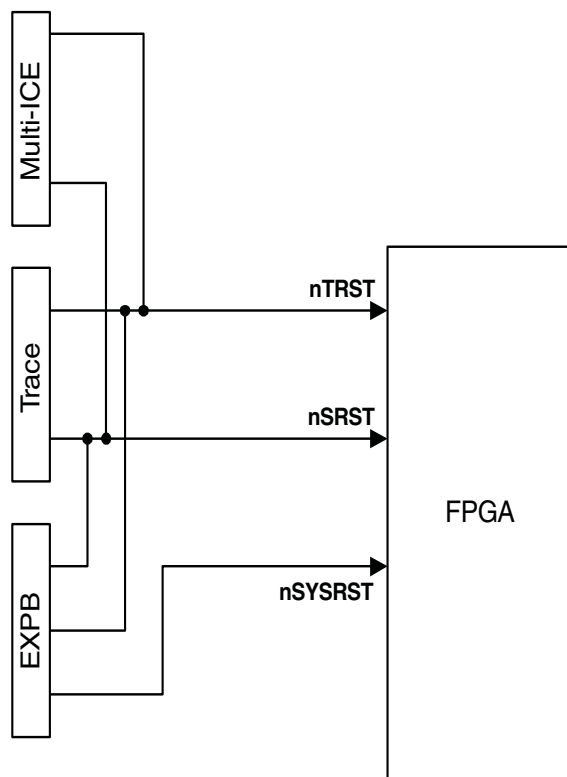 Multi-ICE
nTRST
Trace
nSRST
FPGA
EXPB
nSYSRST